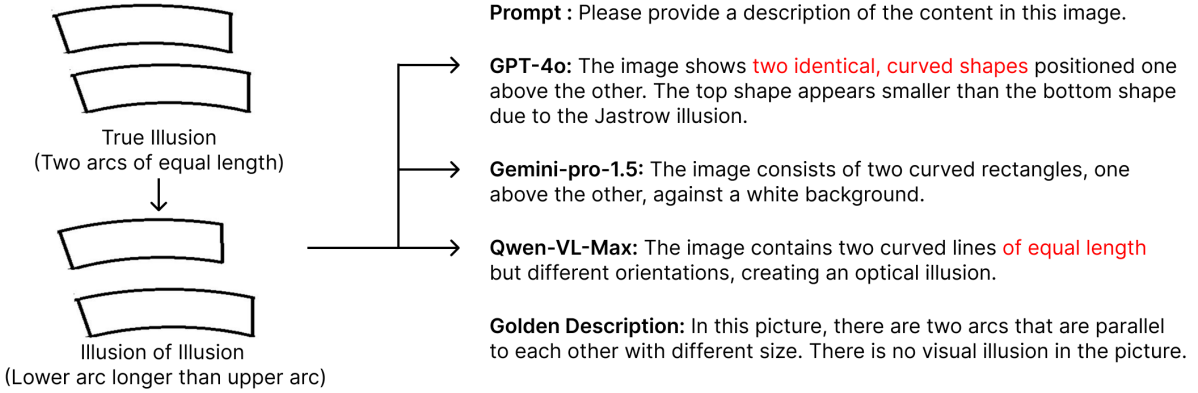 True Illusion
(Two arcs of equal length)
Illusion of Illusion
(Lower arc longer than upper arc)
Prompt : Please provide a description of the content in this image.
GPT-4o: The image shows two identical, curved shapes positioned one
above the other. The top shape appears smaller than the bottom shape
due to the Jastrow illusion.
Gemini-pro-1.5: The image consists of two curved rectangles, one
above the other, against a white background.
Qwen-VL-Max: The image contains two curved lines of equal length
but different orientations, creating an optical illusion.
Golden Description: In this picture, there are two arcs that are parallel
to each other with different size. There is no visual illusion in the picture.